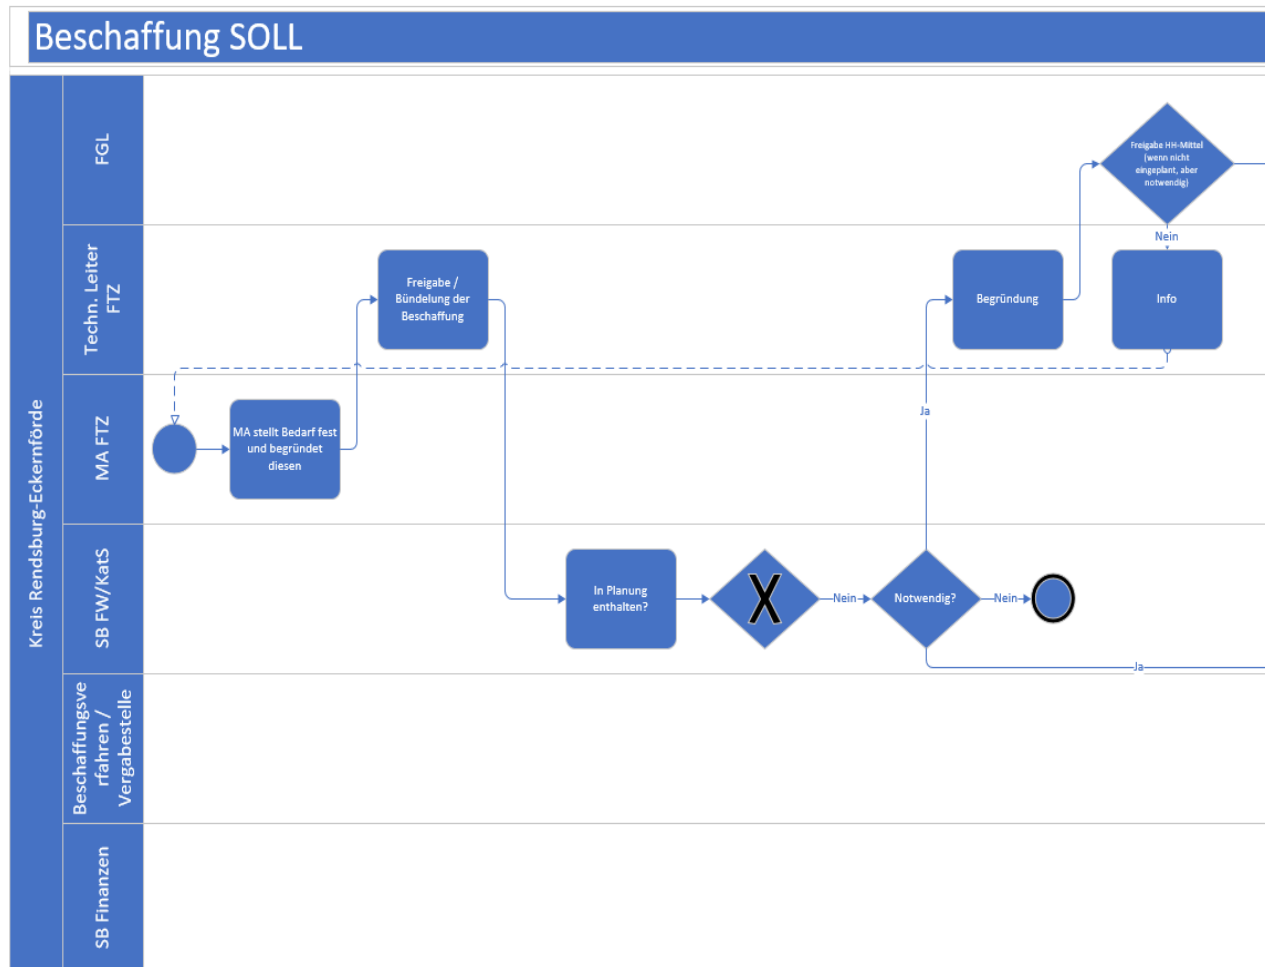 Beschaffung SOLL
Kreis Rendsburg-Eckernförde
FGL
Freigabe HH-Mittel
(wenn nicht
eingeplant, aber
notwendig)
Nein
Techn. Leiter
FTZ
Freigabe /
Bündelung der
Beschaffung
Begründung
Info
MA FTZ
MA stellt Bedarf fest
und begründet
diesen
Ja
SB FW/KatS
In Planung
enthalten?
X
Nein
Notwendig?
Nein
Ja
Beschaffungsve
rfahren /
Vergabestelle
SB Finanzen